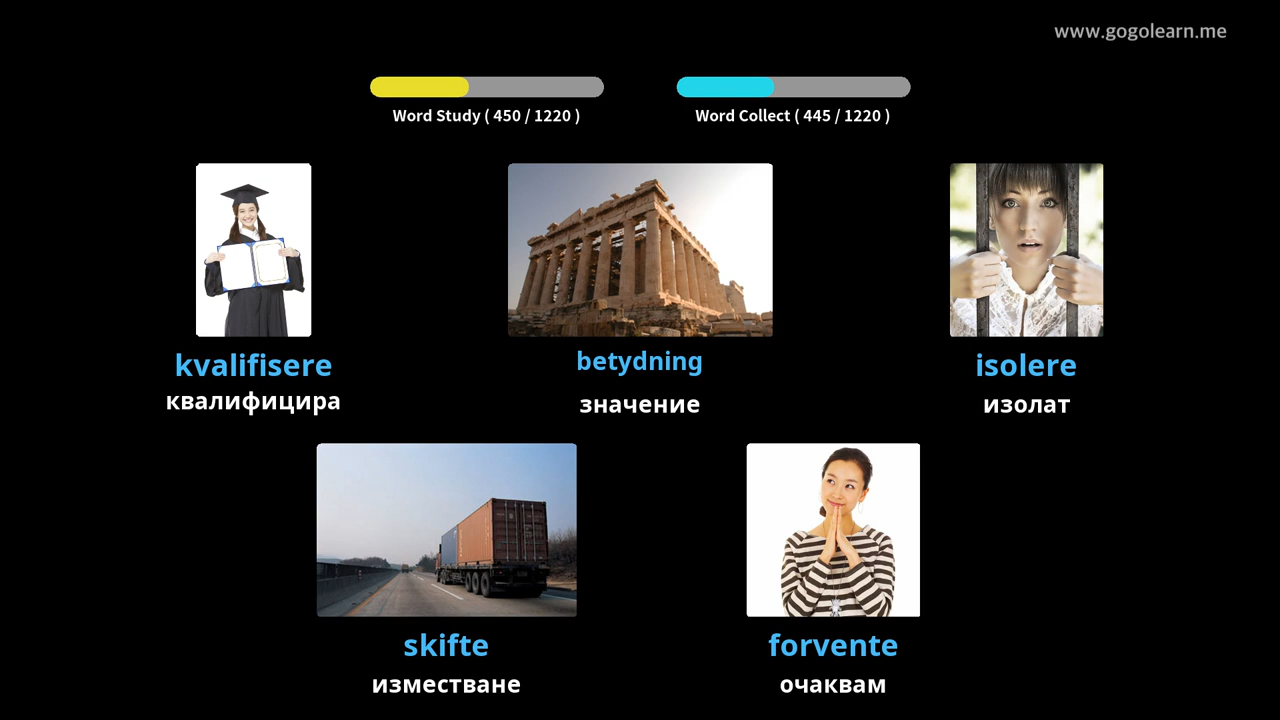 www.gogolearn.me
Word Study ( 450 / 1220 )
Word Collect ( 445 / 1220 )
kvalifisere
квалифицира
betydning
значение
isolere
изолат
skifte
изместване
forvente
очаквам